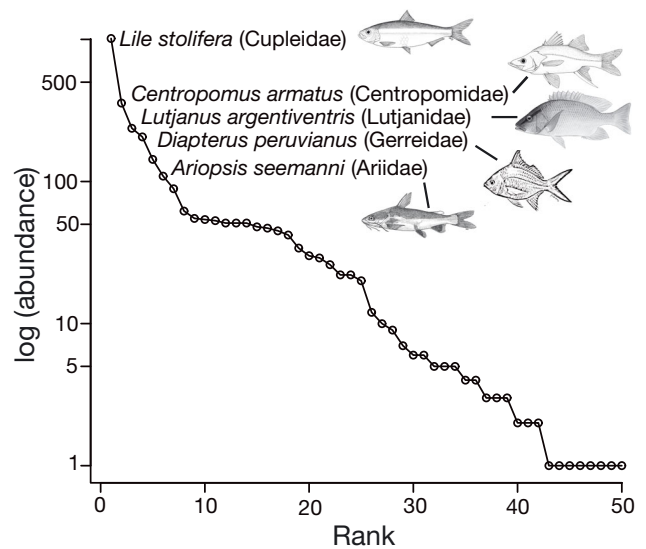 Lile stolifera (Cupleidae)
Centropomus armatus (Centropomidae)
Lutjanus argentiventris (Lutjanidae)
Diapterus peruvianus (Gerreidae)
Ariopsis seemanni (Ariidae)
log (abundance)
500
100
50
10
5
1
0 10 20 30 40 50
Rank